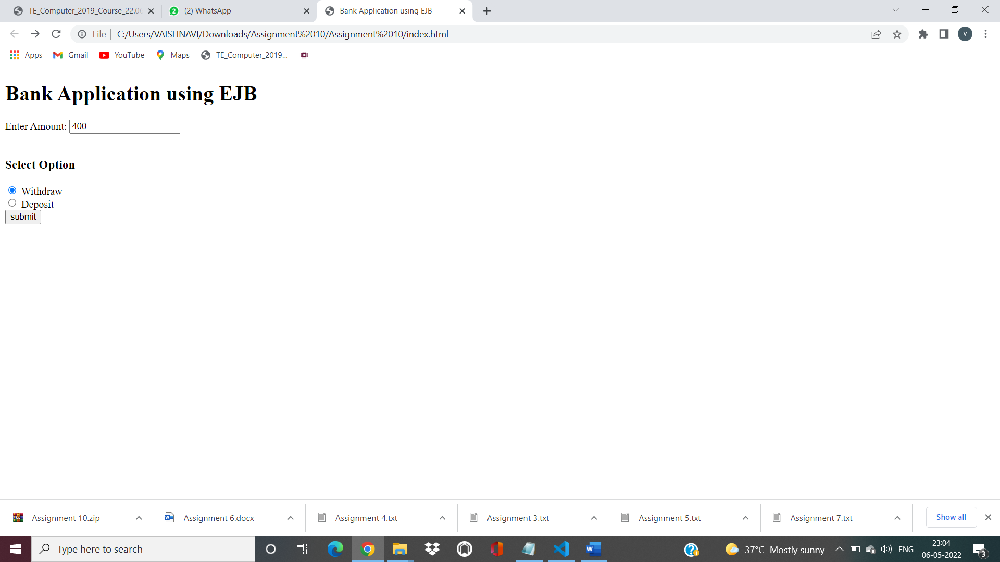 TE_Computer_2019_Course_22.06
2
(2) WhatsApp
Bank Application using EJB
File
C:/Users/VAISHNAVI/Downloads/Assignment%2010/Assignment%2010/index.html
V
Apps
Gmail
YouTube
Maps
TE_Computer_2019...
Bank Application using EJB
Enter Amount: 400
Select Option
Withdraw
Deposit
submit
Assignment 10.zip
Assignment 6.docx
Assignment 4.txt
Assignment 3.txt
Assignment 5.txt
Assignment 7.txt
Show all
Type here to search
37°C Mostly sunny
ENG
23:04
06-05-2022
3